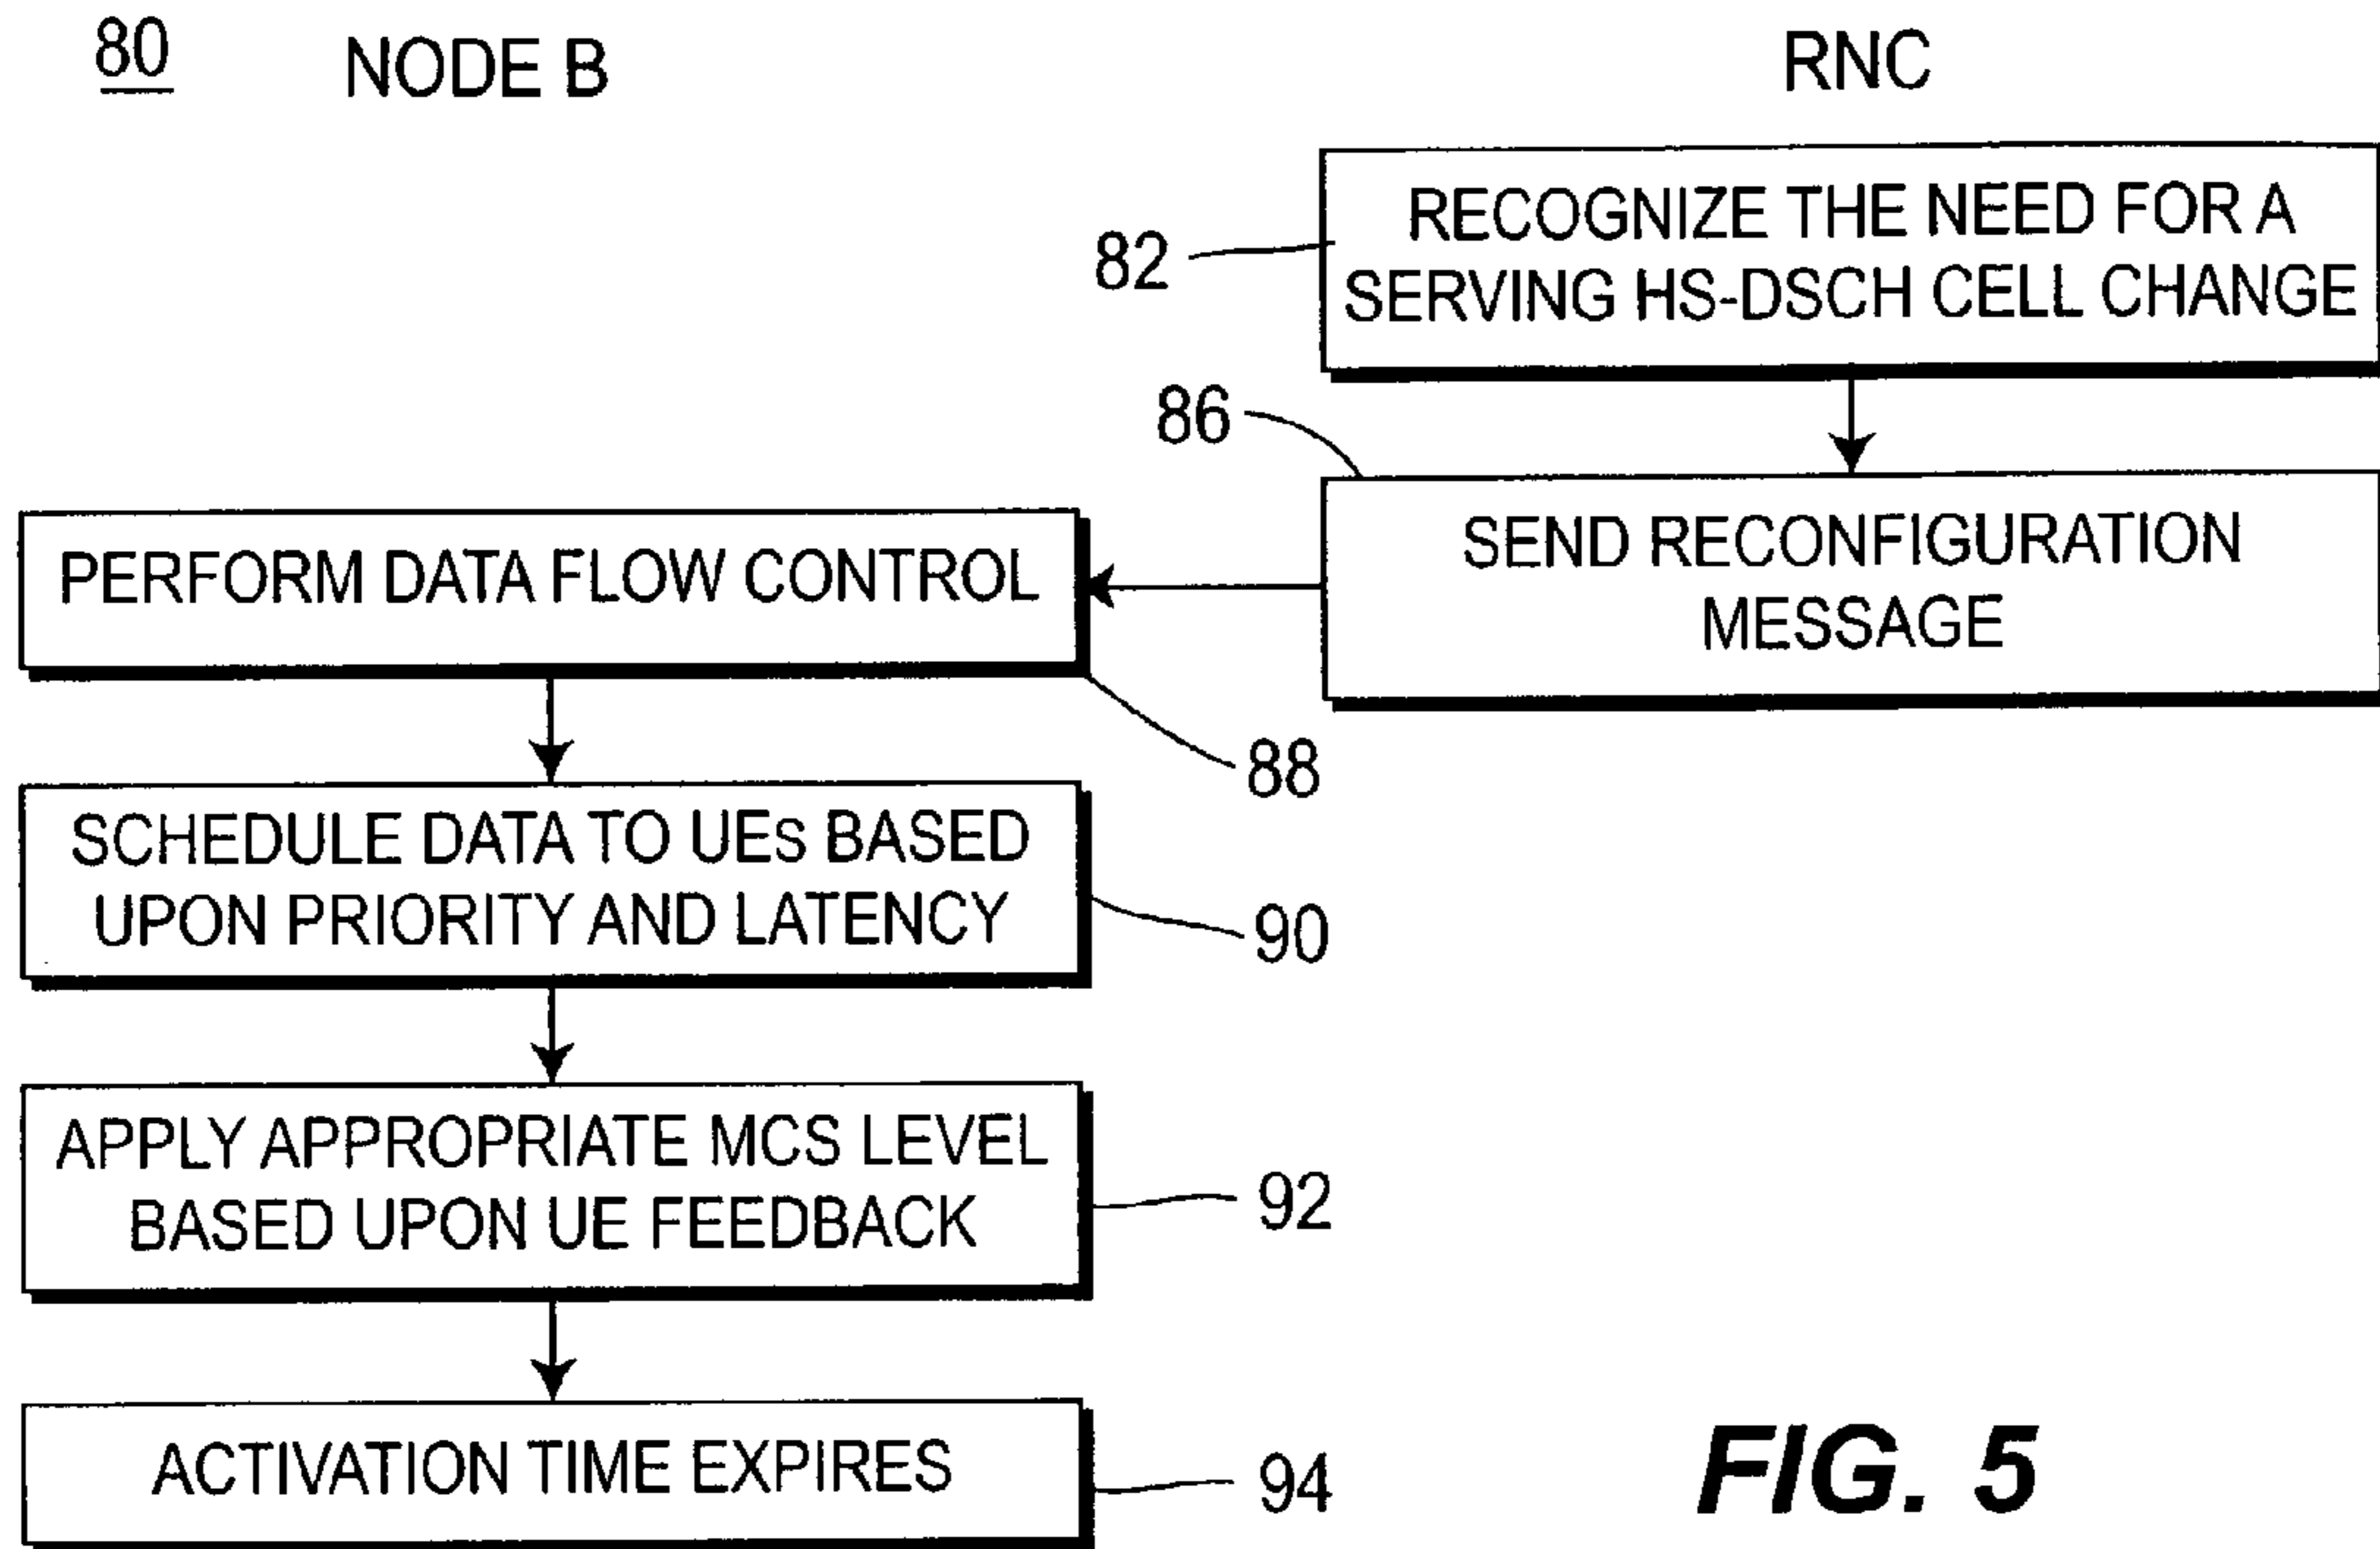 80
NODE B
RNC
82
RECOGNIZE THE NEED FOR A
SERVING HS-DSCH CELL CHANGE
86
SEND RECONFIGURATION
MESSAGE
PERFORM DATA FLOW CONTROL
88
SCHEDULE DATA TO UEs BASED
UPON PRIORITY AND LATENCY
90
APPLY APPROPRIATE MCS LEVEL
BASED UPON UE FEEDBACK
92
ACTIVATION TIME EXPIRES
94
FIG. 5